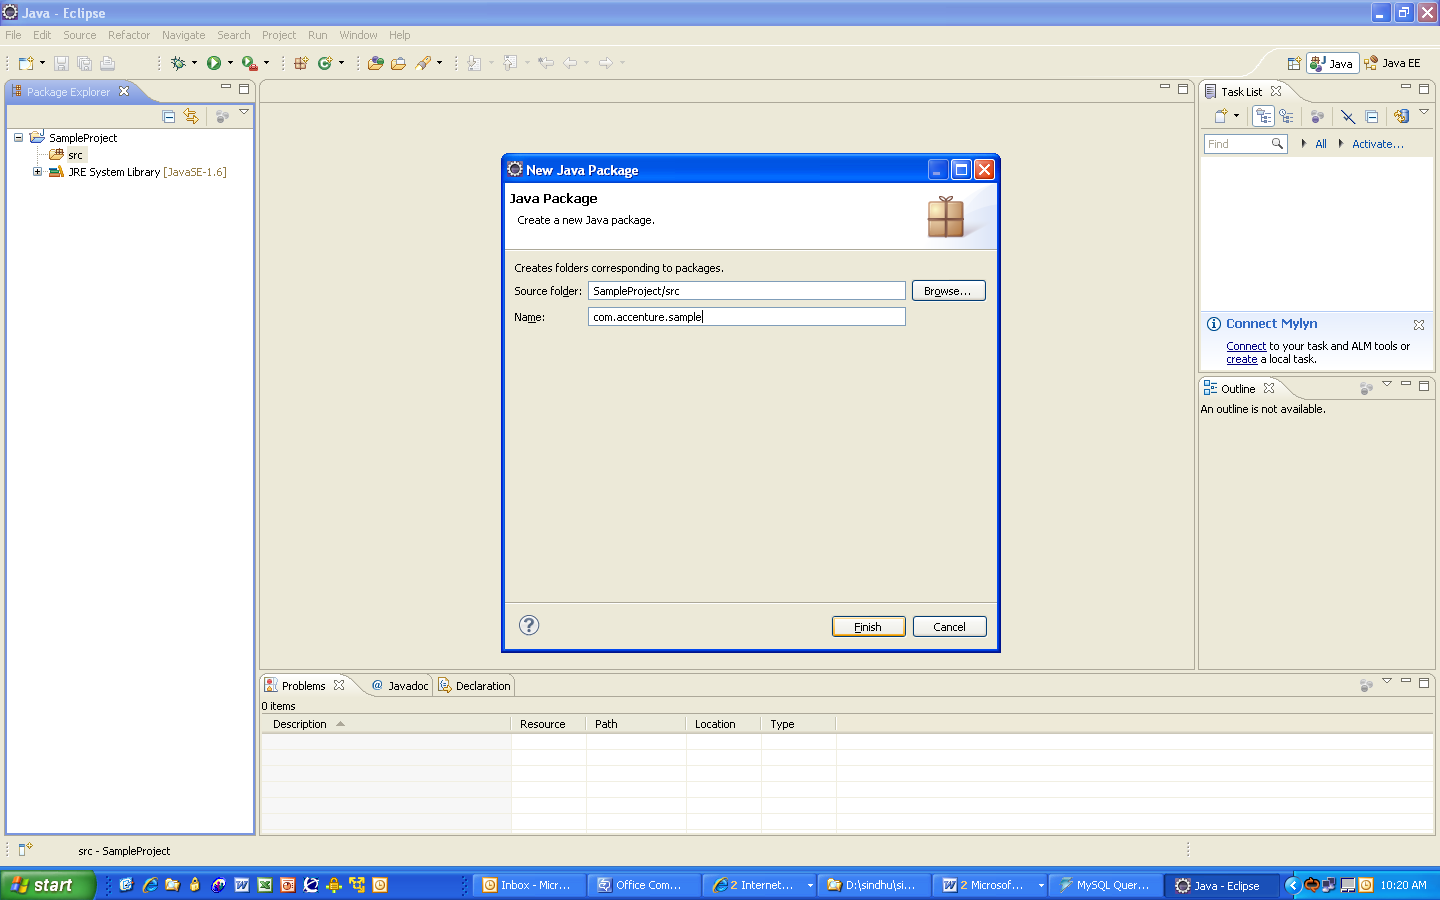 Java - Eclipse
File Edit Source Refactor Navigate Search Project Run Window Help
Java Java EE
Package Explorer
SampleProject
src
JRE System Library [JavaSE-1.6]
New Java Package
Java Package
Create a new Java package.
Creates folders corresponding to packages.
Source folder: SampleProject/src Browse...
Name: com.accenture.sample
? Finish Cancel
Task List
Find All Activate...
Connect Mylyn
Connect to your task and ALM tools or
create a local task.
Outline
An outline is not available.
Problems @ Javadoc Declaration
0 items
Description Resource Path Location Type
src - SampleProject
start Inbox - Micr... Office Com... 2 Internet... D:\sindhu\si... 2 Microsof... MySQL Quer... Java - Eclipse 10:20 AM